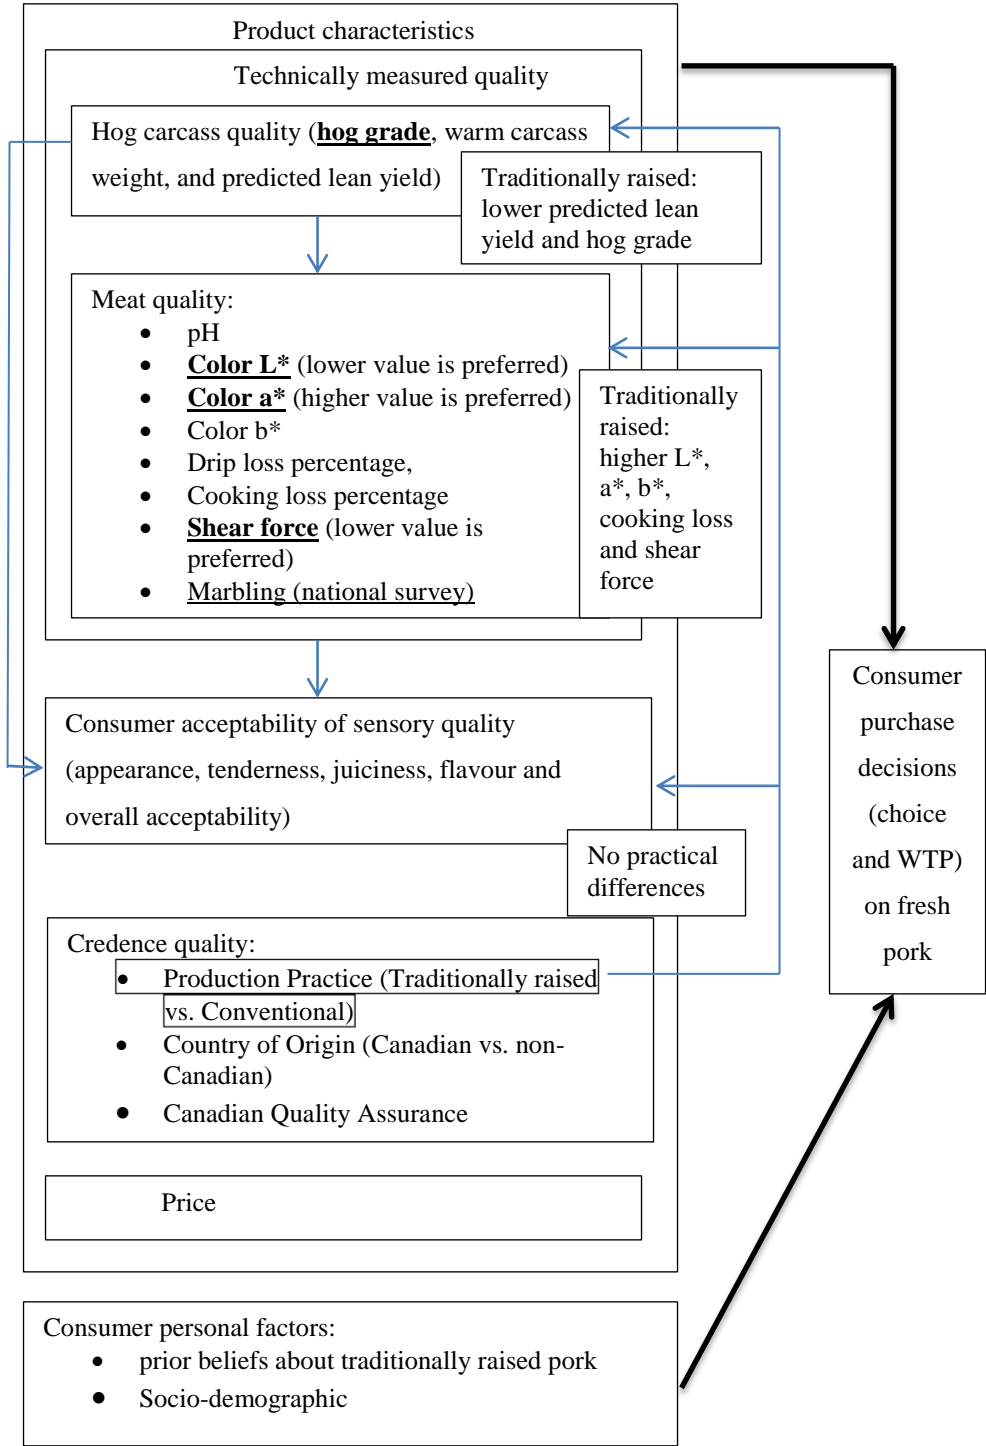 Product characteristics
Technically measured quality
Hog carcass quality (hog grade, warm carcass
weight, and predicted lean yield)
Traditionally raised:
lower predicted lean
yield and hog grade
Meat quality:
• pH
• Color L* (lower value is preferred)
• Color a* (higher value is preferred)
• Color b*
• Drip loss percentage,
• Cooking loss percentage
• Shear force (lower value is
preferred)
• Marbling (national survey)
Traditionally
raised:
higher L*,
a*, b*,
cooking loss
and shear
force
Consumer acceptability of sensory quality
(appearance, tenderness, juiciness, flavour and
overall acceptability)
No practical
differences
Credence quality:
• Production Practice (Traditionally raised
vs. Conventional)
• Country of Origin (Canadian vs. non-
Canadian)
• Canadian Quality Assurance
Price
Consumer personal factors:
• prior beliefs about traditionally raised pork
• Socio-demographic
Consumer
purchase
decisions
(choice
and WTP)
on fresh
pork